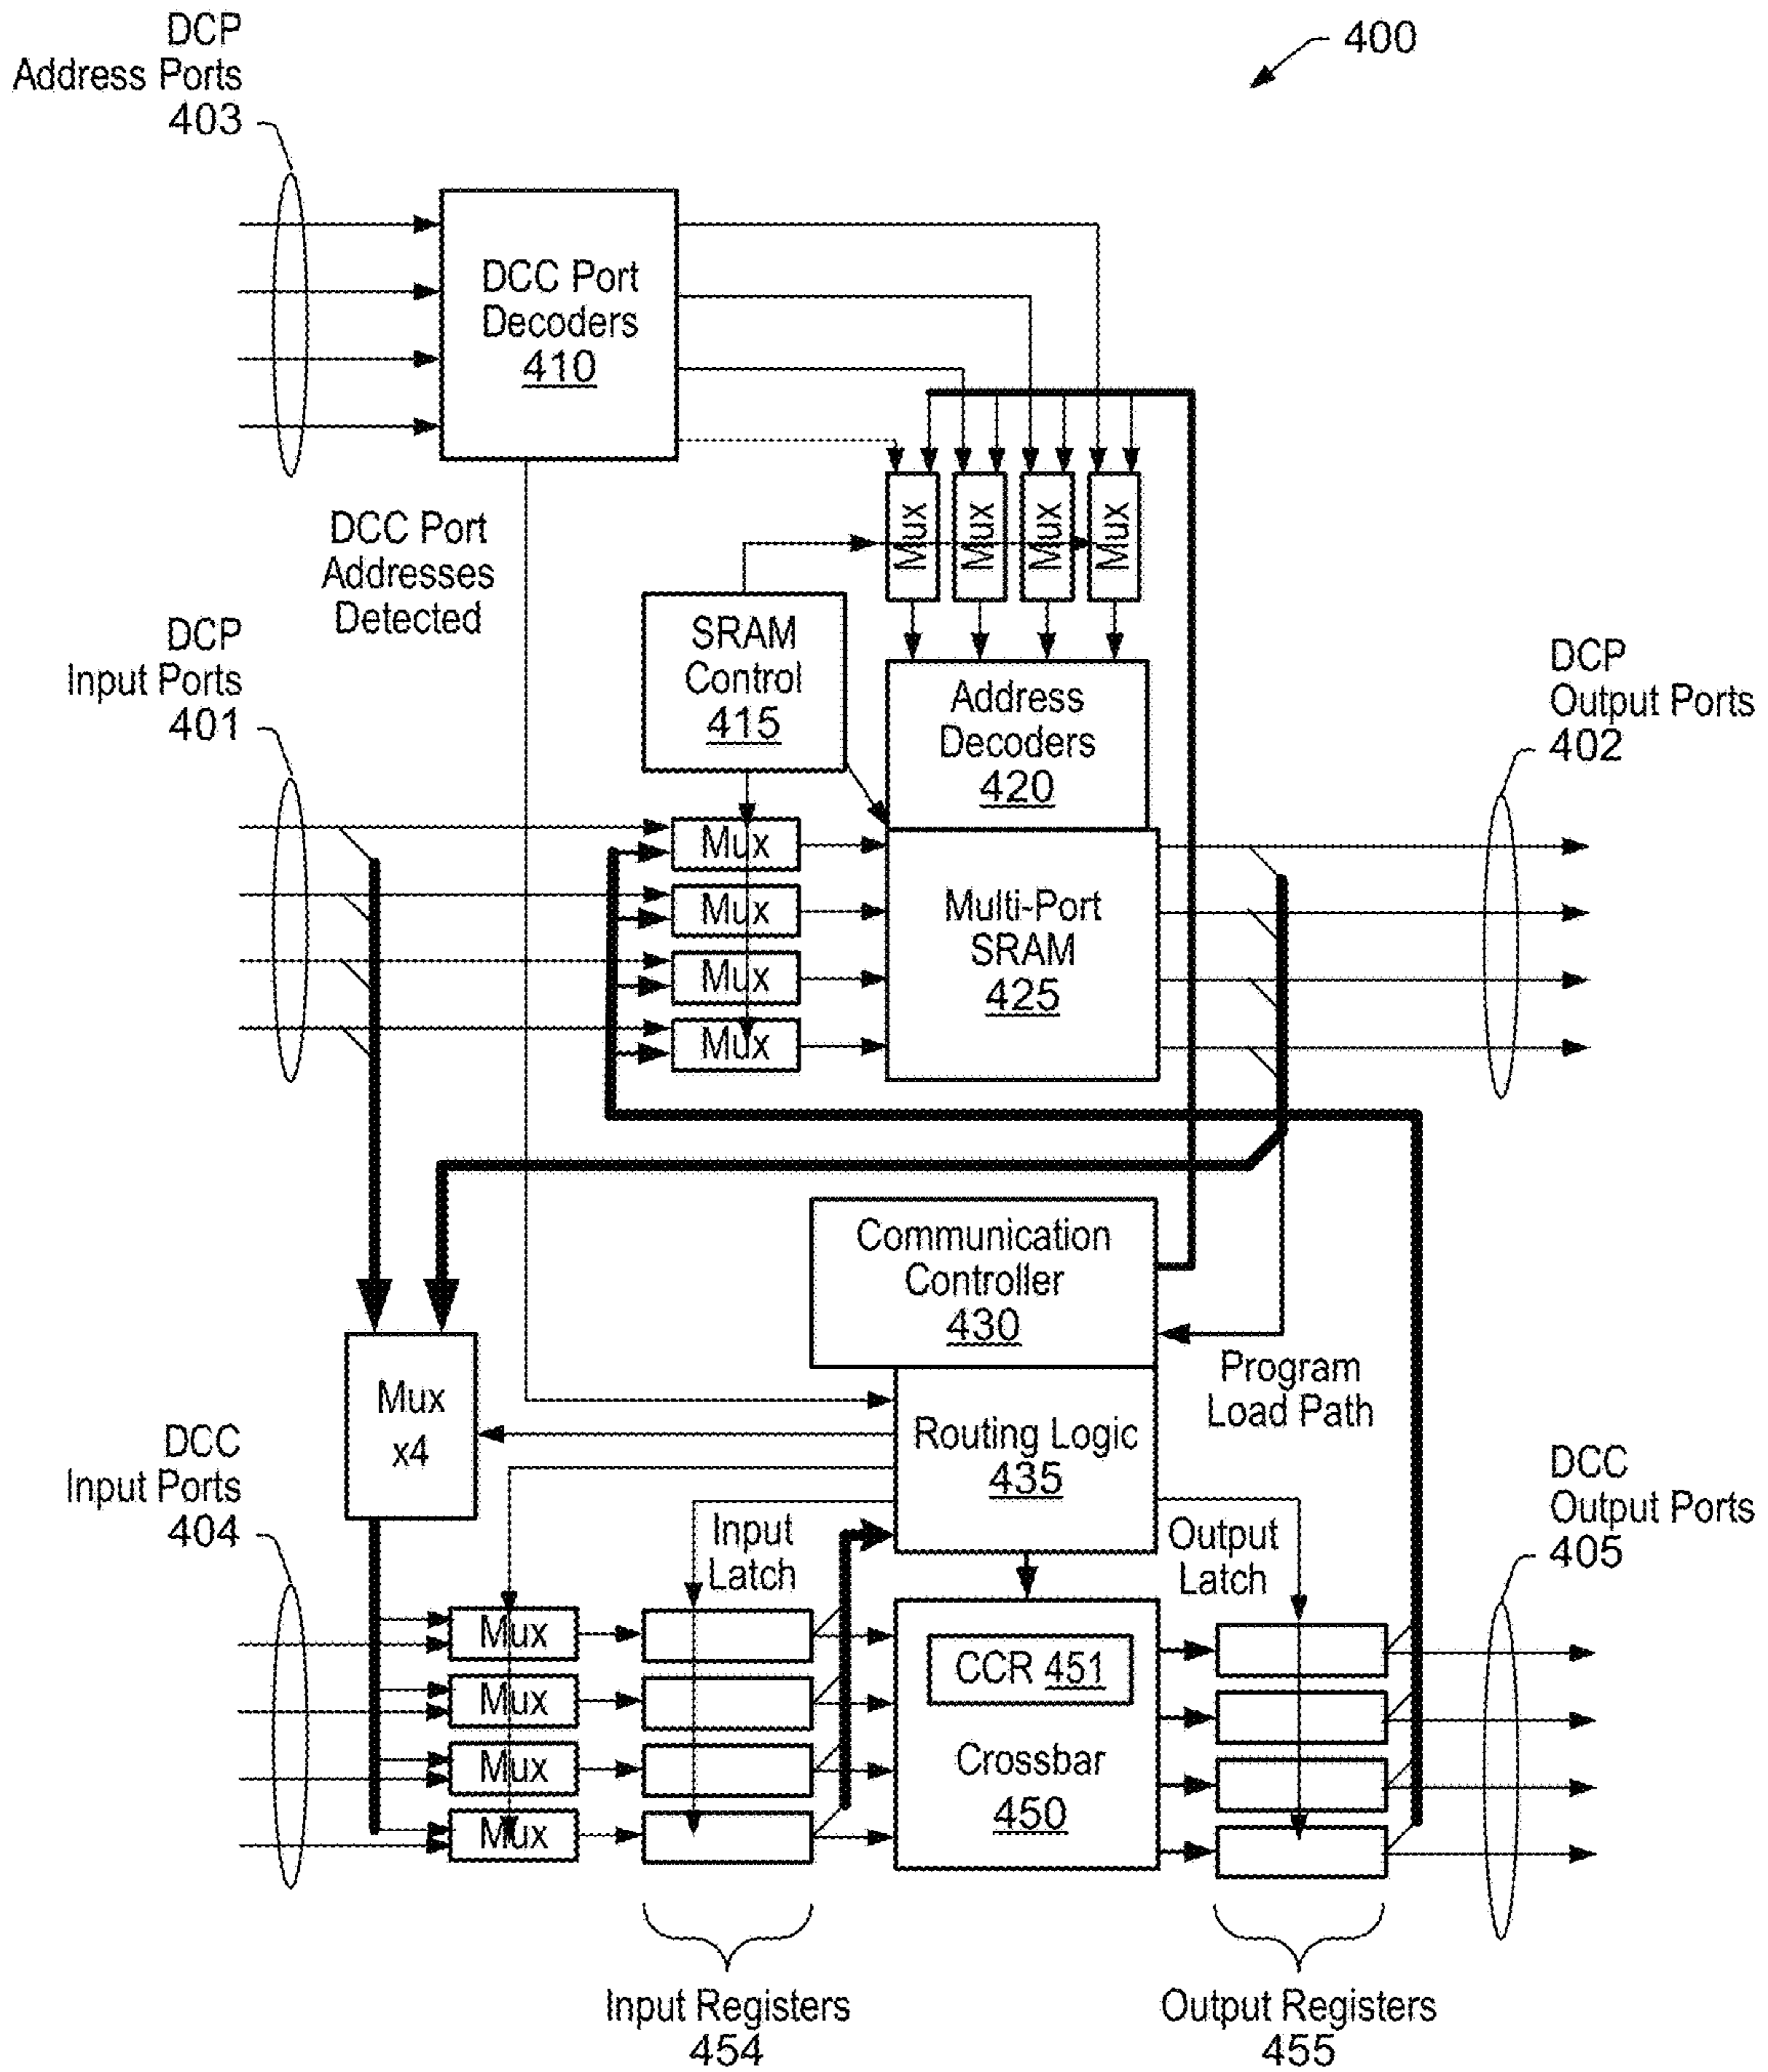 DCP
Address Ports
403
400
DCC Port
Decoders
410
DCC Port
Addresses
Detected
Mux
Mux
Mux
Mux
DCP
Input Ports
401
SRAM
Control
415
Address
Decoders
420
DCP
Output Ports
402
Mux
Mux
Mux
Mux
Multi-Port
SRAM
425
Communication
Controller
430
Program
Load Path
Mux
x4
Routing Logic
435
DCC
Input Ports
404
Input
Latch
Output
Latch
DCC
Output Ports
405
Mux
Mux
Mux
Mux
CCR 451
Crossbar
450
Input Registers
454
Output Registers
455